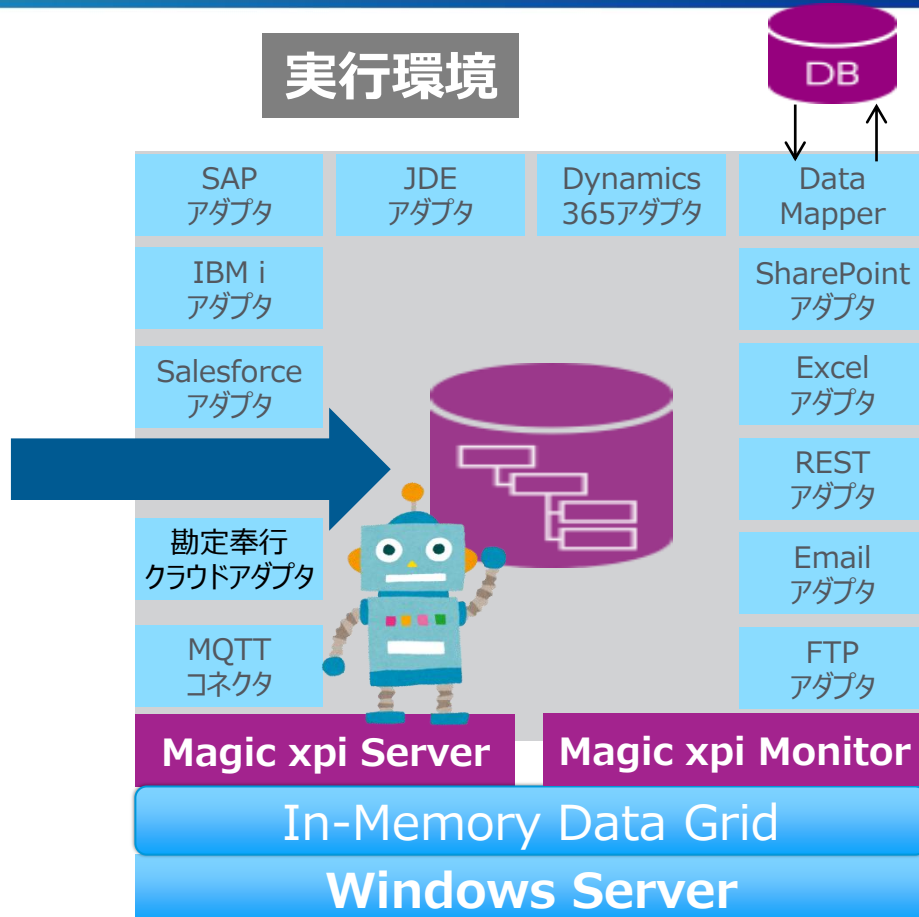 実行環境
DB
SAP
アダプタ
JDE
アダプタ
Dynamics
365アダプタ
Data
Mapper
IBM i
アダプタ
SharePoint
アダプタ
Salesforce
アダプタ
Excel
アダプタ
REST
アダプタ
勘定奉行
クラウドアダプタ
Email
アダプタ
MQTT
コネクタ
FTP
アダプタ
Magic xpi Server
Magic xpi Monitor
In-Memory Data Grid
Windows Server